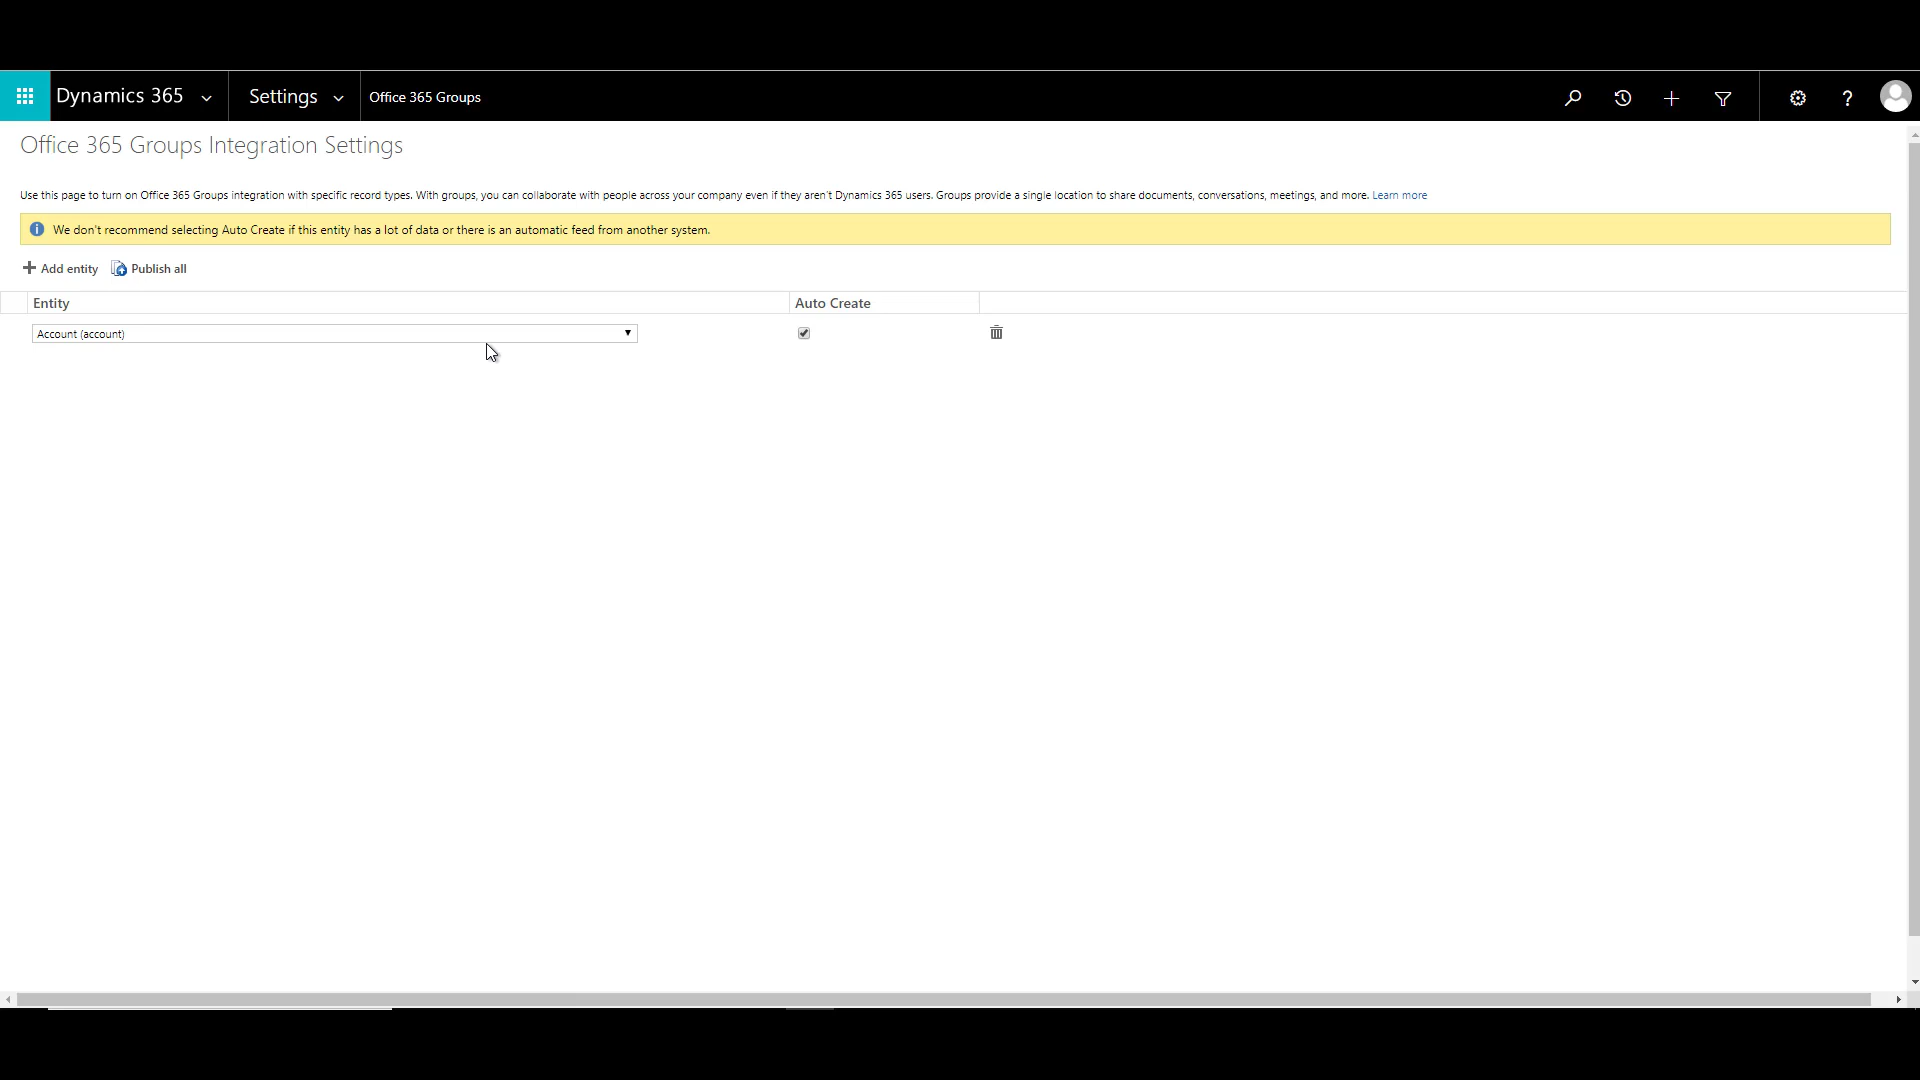 Dynamics 365 Settings Office 365 Groups
Office 365 Groups Integration Settings
Use this page to turn on Office 365 Groups integration with specific record types. With groups, you can collaborate with people across your company even if they aren't Dynamics 365 users. Groups provide a single location to share documents, conversations, meetings, and more. Learn more
We don't recommend selecting Auto Create if this entity has a lot of data or there is an automatic feed from another system.
Add entity Publish all
Entity Auto Create
Account (account)